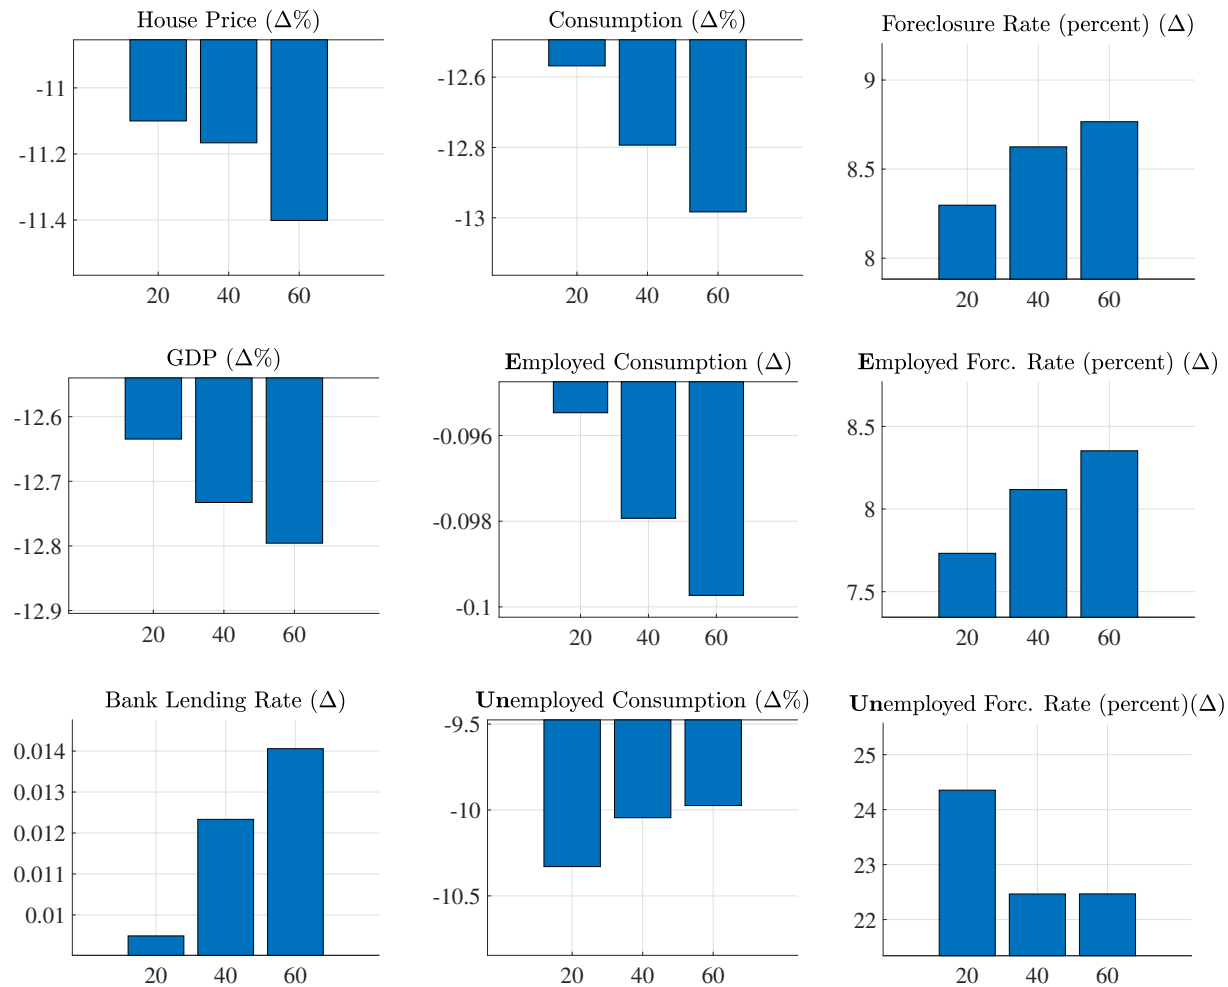 House Price (Δ%)
-11
-11.2
-11.4
20 40 60
Consumption (Δ%)
-12.6
-12.8
-13
20 40 60
Foreclosure Rate (percent) (Δ)
9
8.5
8
20 40 60
GDP (Δ%)
-12.6
-12.7
-12.8
-12.9
20 40 60
Employed Consumption (Δ)
-0.096
-0.098
-0.1
20 40 60
Employed Forc. Rate (percent) (Δ)
8.5
8
7.5
20 40 60
Bank Lending Rate (Δ)
0.014
0.013
0.012
0.011
0.01
20 40 60
Unemployed Consumption (Δ%)
-9.5
-10
-10.5
20 40 60
Unemployed Forc. Rate (percent)(Δ)
25
24
23
22
20 40 60